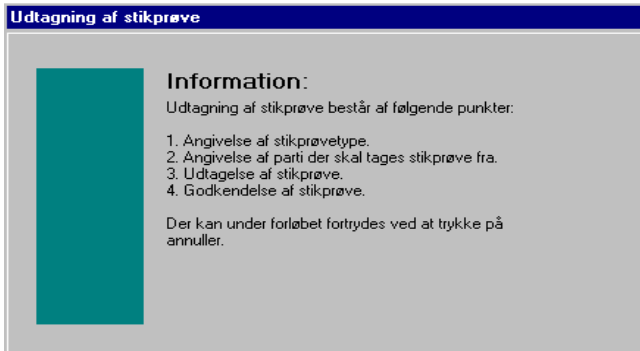 Udtagning af stikprøve
Information:
Udtagning af stikprøve består af følgende punkter:
1. Angivelse af stikprøvetype.
2. Angivelse af parti der skal tages stikprøve fra.
3. Udtagelse af stikprøve.
4. Godkendelse af stikprøve.
Der kan under forløbet fortrydes ved at trykke på
annuller.